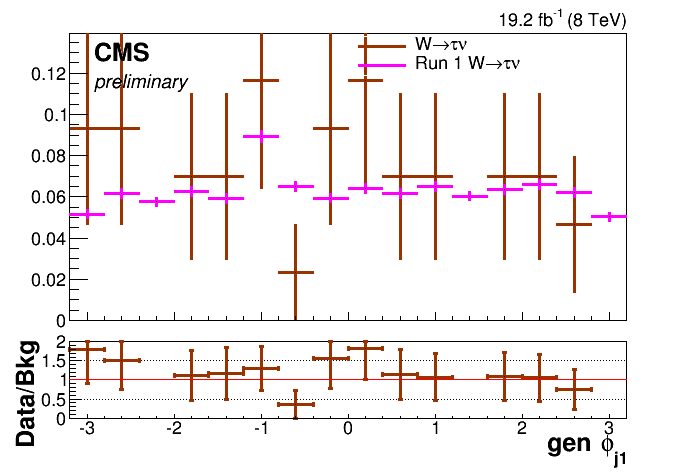 19.2 fb⁻¹ (8 TeV)
CMS
preliminary
W→τν
Run 1 W→τν
0.12
0.1
0.08
0.06
0.04
0.02
0
Data/Bkg
2
1.5
1
0.5
0
-3 -2 -1 0 1 2 3
gen ϕj1